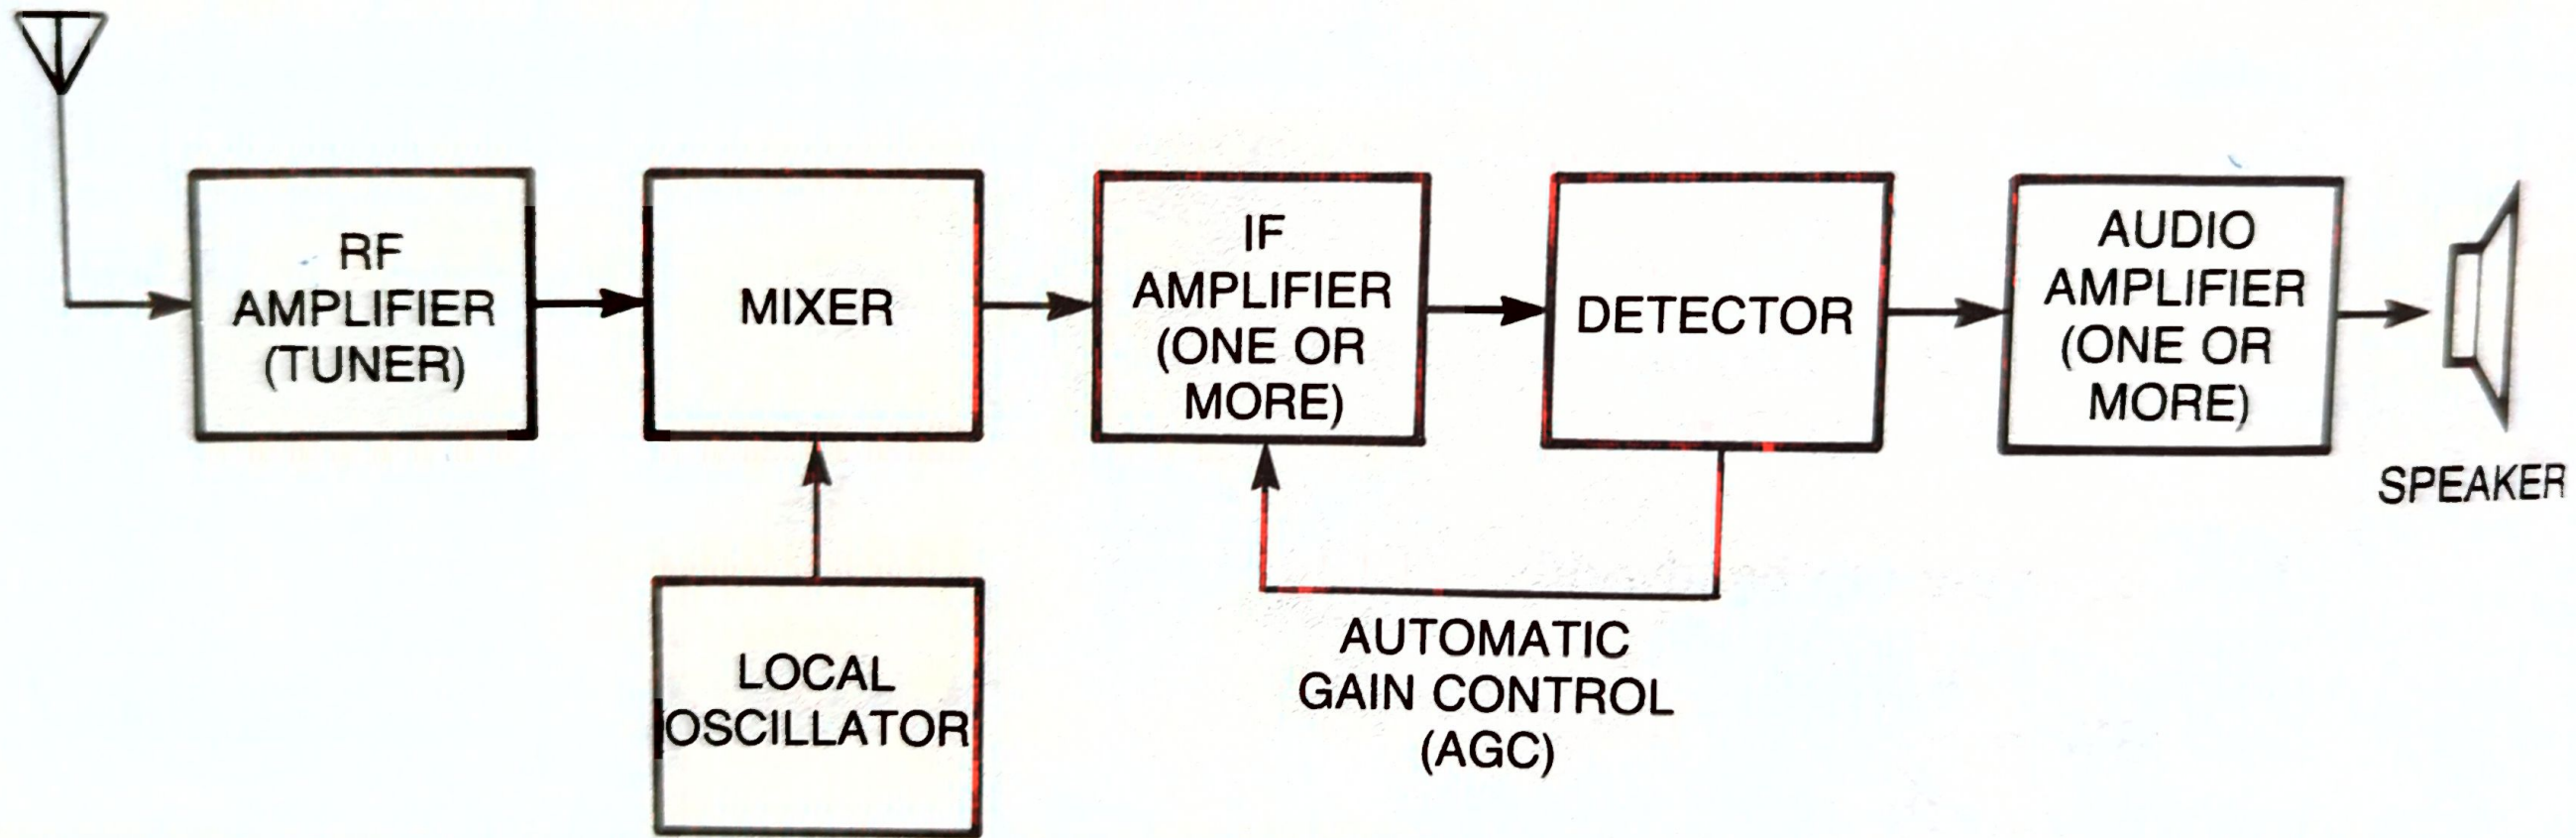 RF
AMPLIFIER
(TUNER)
MIXER
IF
AMPLIFIER
(ONE OR
MORE)
DETECTOR
AUDIO
AMPLIFIER
(ONE OR
MORE)
SPEAKER
LOCAL
OSCILLATOR
AUTOMATIC
GAIN CONTROL
(AGC)